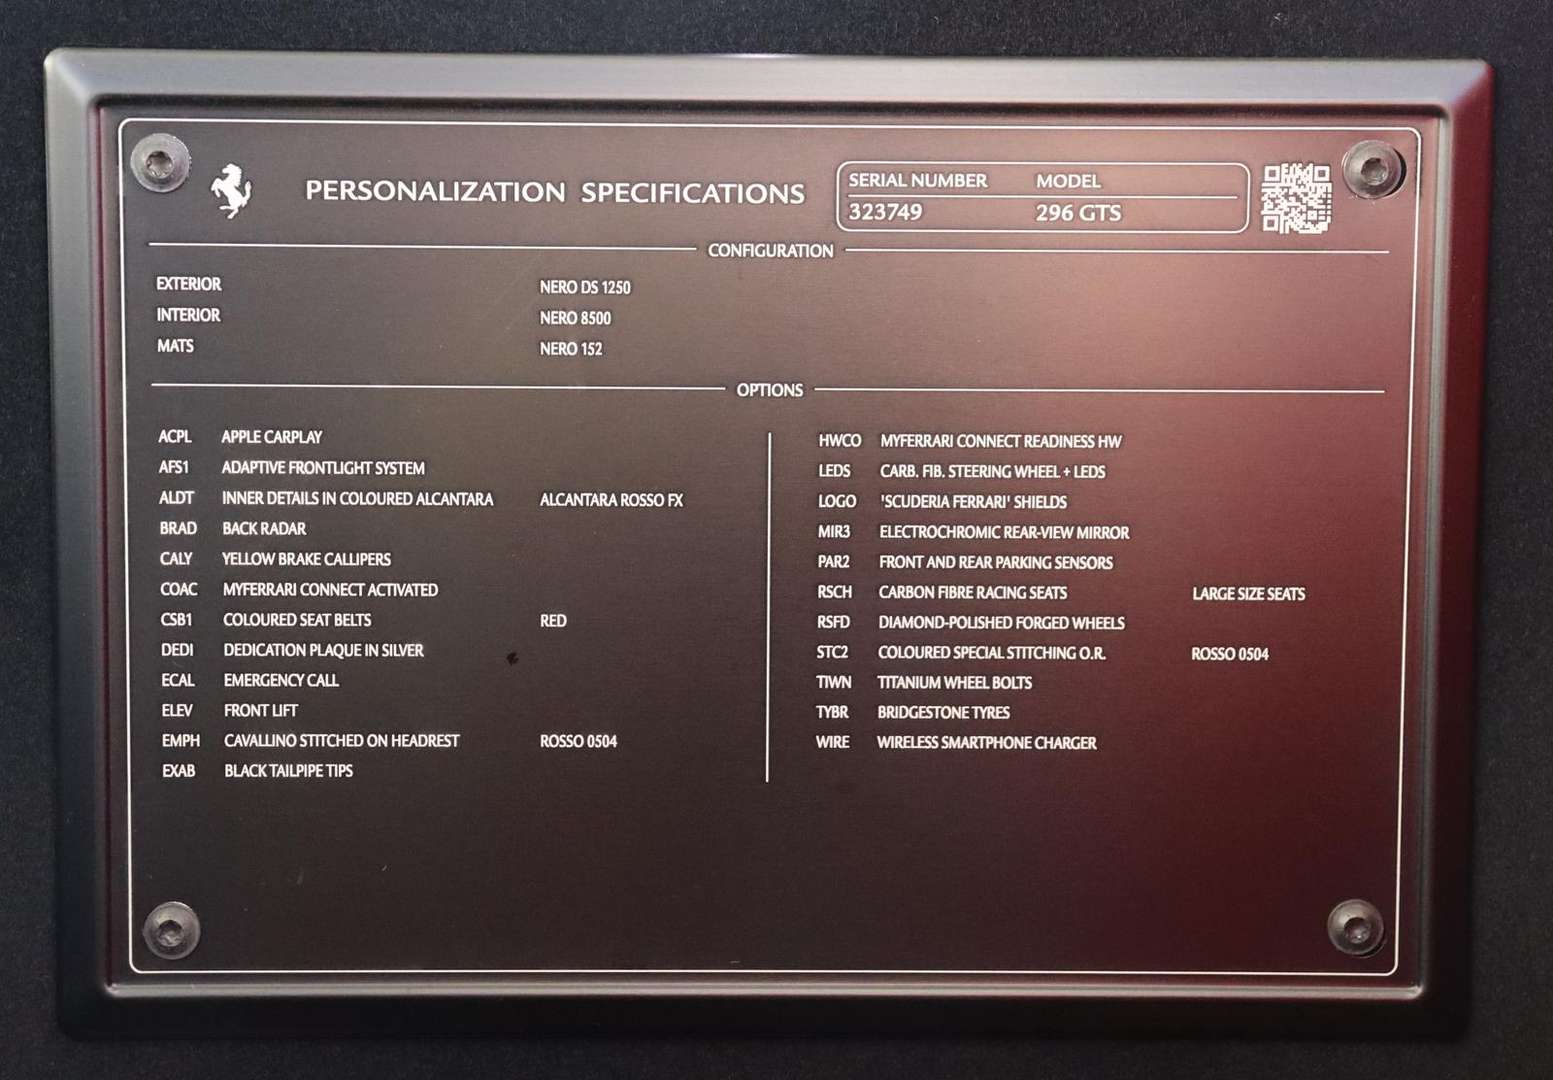 PERSONALIZATION SPECIFICATIONS
SERIAL NUMBER MODEL
323749 296 GTS
CONFIGURATION
EXTERIOR NERO DS 1250
INTERIOR NERO 8500
MATS NERO 152
OPTIONS
ACPL APPLE CARPLAY
AFS1 ADAPTIVE FRONTLIGHT SYSTEM
ALDT INNER DETAILS IN COLOURED ALCANTARA ALCANTARA ROSSO FX
BRAD BACK RADAR
CALY YELLOW BRAKE CALLIPERS
COAC MYFERRARI CONNECT ACTIVATED
CSB1 COLOURED SEAT BELTS RED
DEDI DEDICATION PLAQUE IN SILVER
ECAL EMERGENCY CALL
ELEV FRONT LIFT
EMPH CAVALLINO STITCHED ON HEADREST ROSSO 0504
EXAB BLACK TAILPIPE TIPS
HWCO MYFERRARI CONNECT READINESS HW
LEDS CARB. FIB. STEERING WHEEL + LEDS
LOGO 'SCUDERIA FERRARI' SHIELDS
MIR3 ELECTROCHROMIC REAR-VIEW MIRROR
PAR2 FRONT AND REAR PARKING SENSORS
RSCH CARBON FIBRE RACING SEATS LARGE SIZE SEATS
RSFD DIAMOND-POLISHED FORGED WHEELS
STC2 COLOURED SPECIAL STITCHING O.R. ROSSO 0504
TIWN TITANIUM WHEEL BOLTS
TYBR BRIDGESTONE TYRES
WIRE WIRELESS SMARTPHONE CHARGER